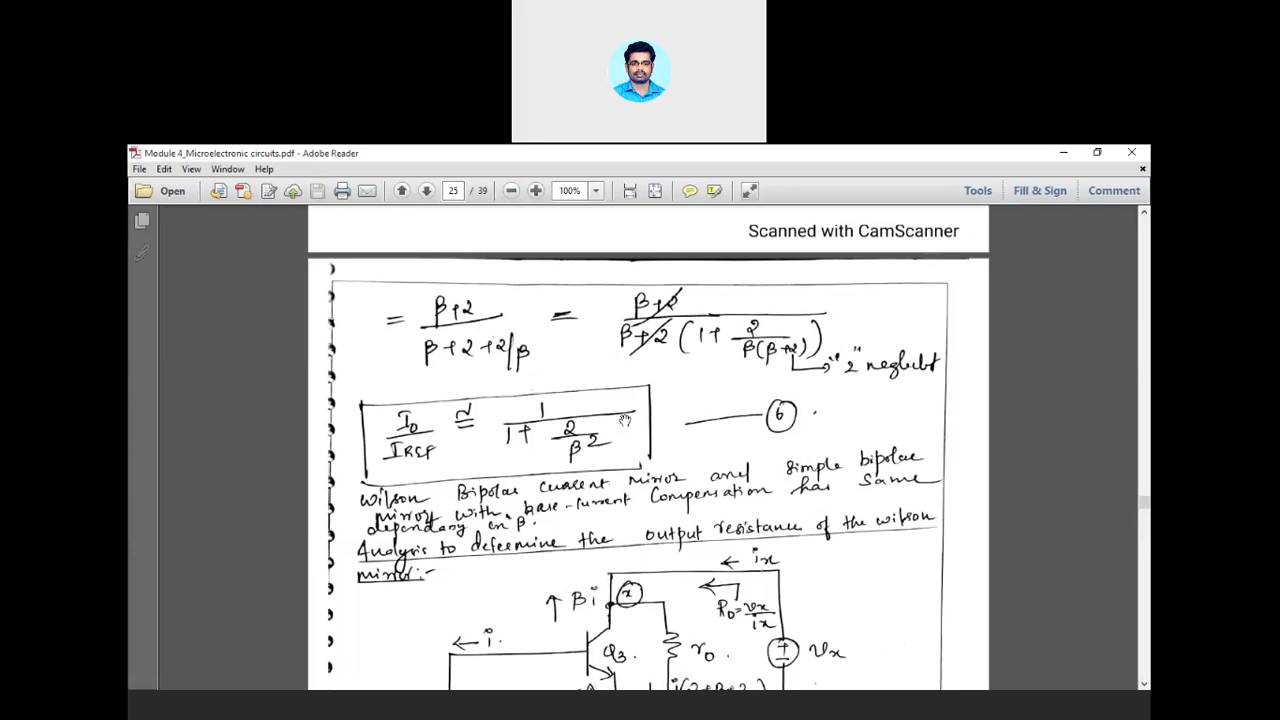 Module 4_Microelectronic circuits.pdf - Adobe Reader
File Edit View Window Help
Open 25 / 39 100% Tools Fill & Sign Comment
Scanned with CamScanner
= β+2 / β+2+2/β = β+2 / β+2 (1+ 2 / β(β+2)) → "2" neglebt
I0 / IREF ≅ 1 / 1+ 2/β² —— 6
Wilson Bipolar current mirror and simple bipolar
mirror with base-current compensation has same
dependancy on β.
Analysis to determine the output resistance of the wilson
mirror:-
← ix
↑ βi x R0 = vx / ix
← i. Q3. r0. + - vx
i(2+β+2)